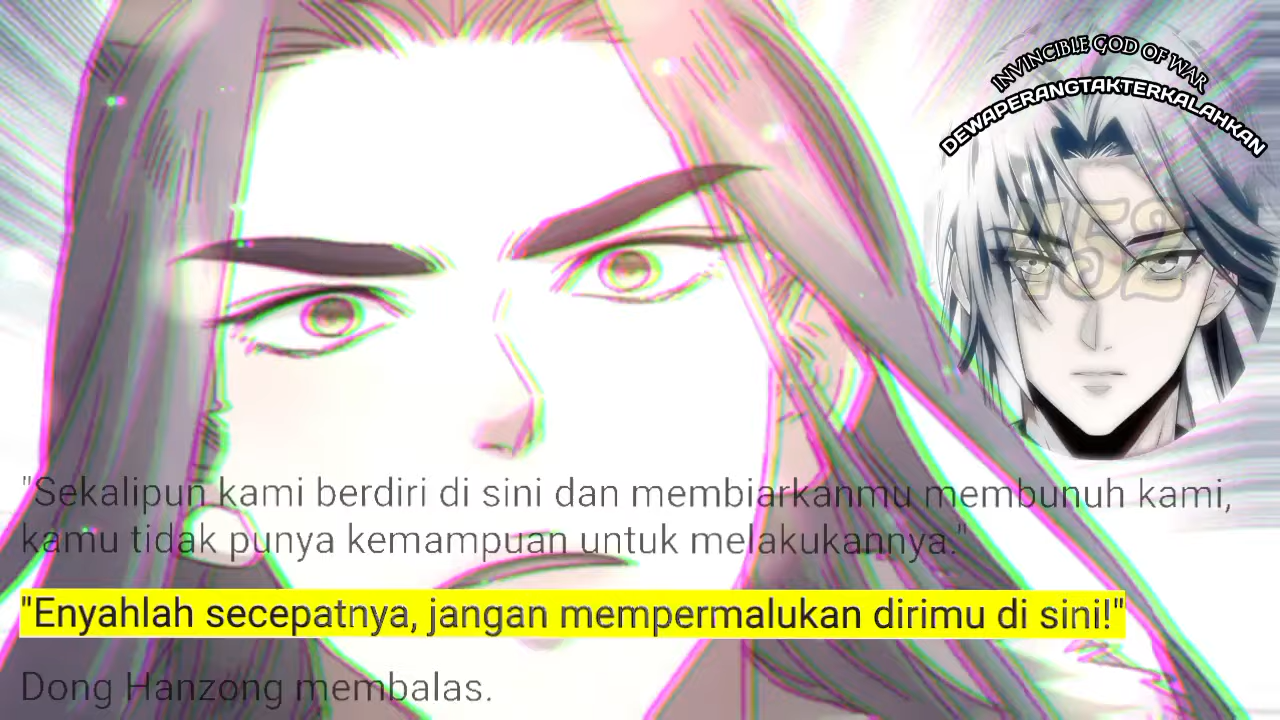 INVINCIBLE GOD OF WAR
DEWAPERANGTAKTERKALAHKAN
452
"Sekalipun kami berdiri di sini dan membiarkanmu membunuh kami,
kamu tidak punya kemampuan untuk melakukannya."
"Enyahlah secepatnya, jangan mempermalukan dirimu di sini!"
Dong Hanzong membalas.